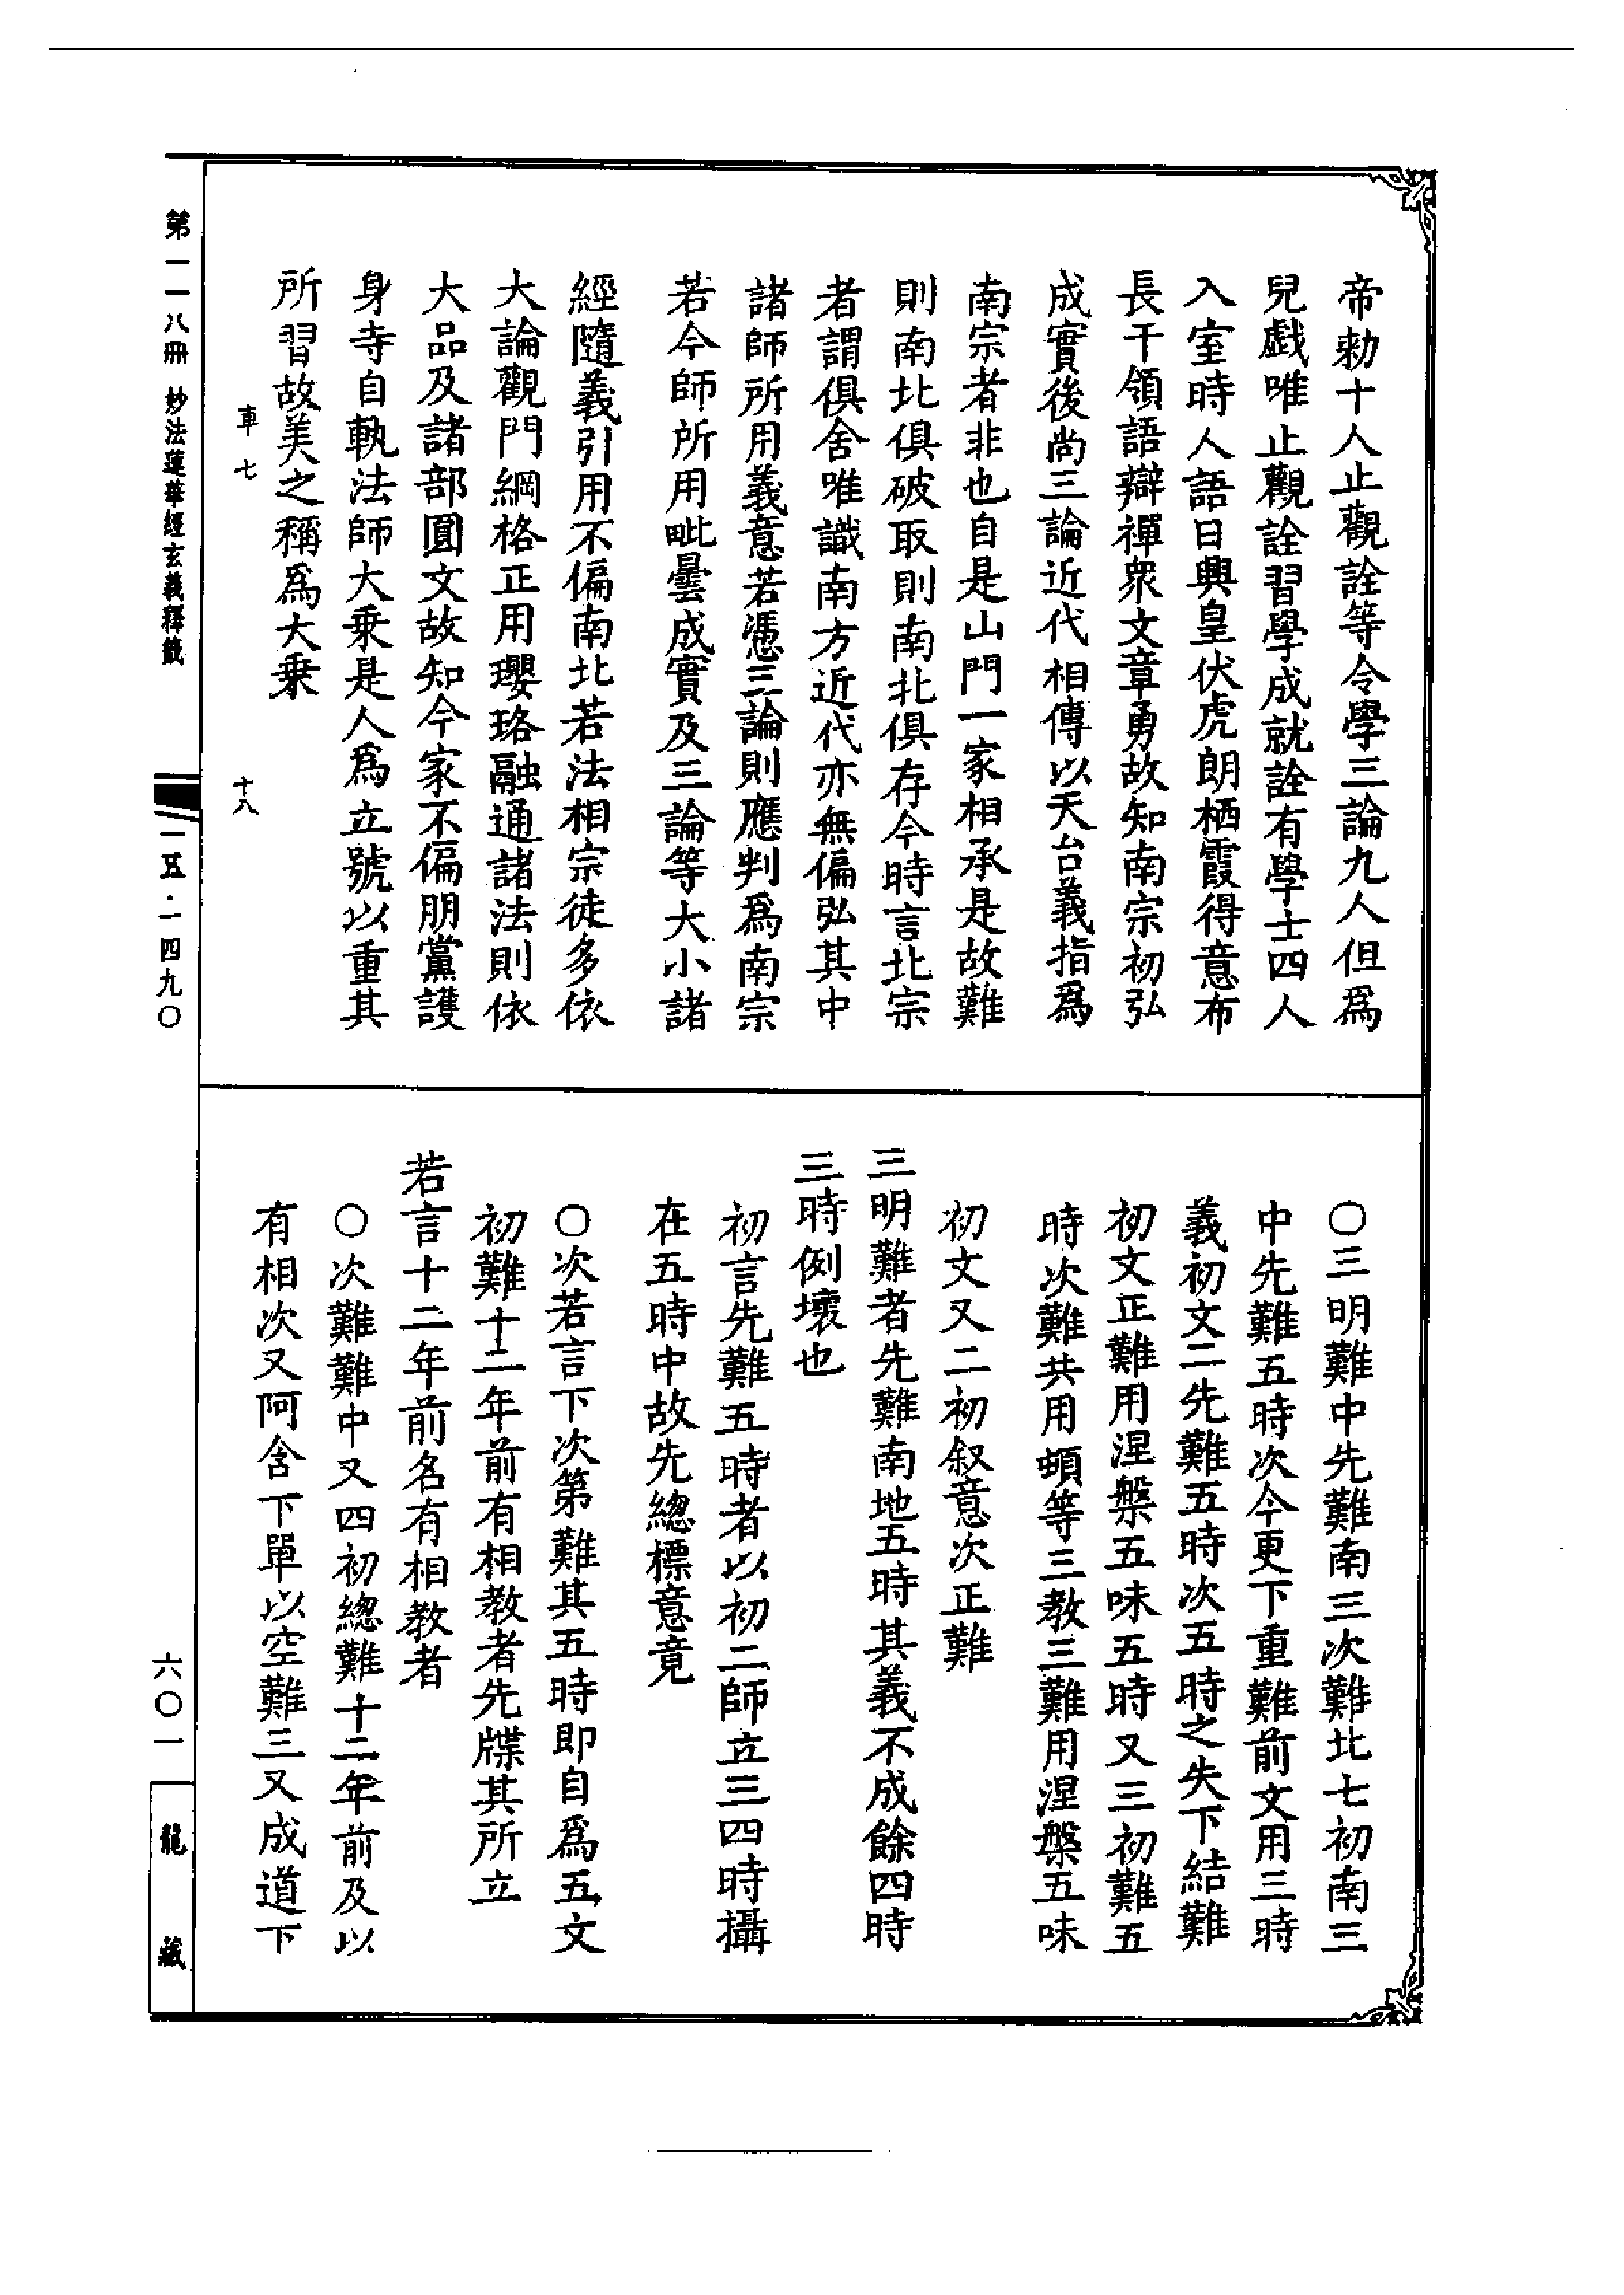 帝勅十人止觀詮等令學三論九人但爲
兒戯唯止觀詮習學成就詮有學士四人
入室時人語曰興皇伏虎朗栖霞得意布
長干領語辯禪衆文章勇故知南宗初弘
成實後尚三論近代相傳以天台義指爲
南宗者非也自是山門一家相承是故難
則南北俱破取則南北俱存今時言北宗
者謂俱舍唯識南方近代亦無偏弘其中
諸師所用義意若憑三論則應判爲南宗
若今師所用毗曇成實及三論等大小諸
經隨義引用不偏南北若法相宗徒多依
大論觀門綱格正用瓔珞融通諸法則依
大品及諸部圓文故知今家不偏朋黨護
身寺自軌法師大乘是人爲立號以重其
所習故美之稱爲大乗
車七 十八
〇三明難中先難南三次難北七初南三
中先難五時次今更下重難前文用三時
義初文二先難五時次五時之失下結難
初文正難用涅槃五味五時又三初難五
時次難共用頓等三教三難用涅槃五味
初文又二初叙意次正難
三明難者先難南地五時其義不成餘四時
三時例壞也
初言先難五時者以初二師立三四時攝
在五時中故先總標意竟
〇次若言下次第難其五時即自爲五文
初難十二年前有相教者先牒其所立
若言十二年前名有相教者
〇次難難中又四初總難十二年前及以
有相次又阿含下單以空難三又成道下
第一一八冊 妙法蓮華經玄義釋籤
一五·一四九〇
六〇一
龍藏